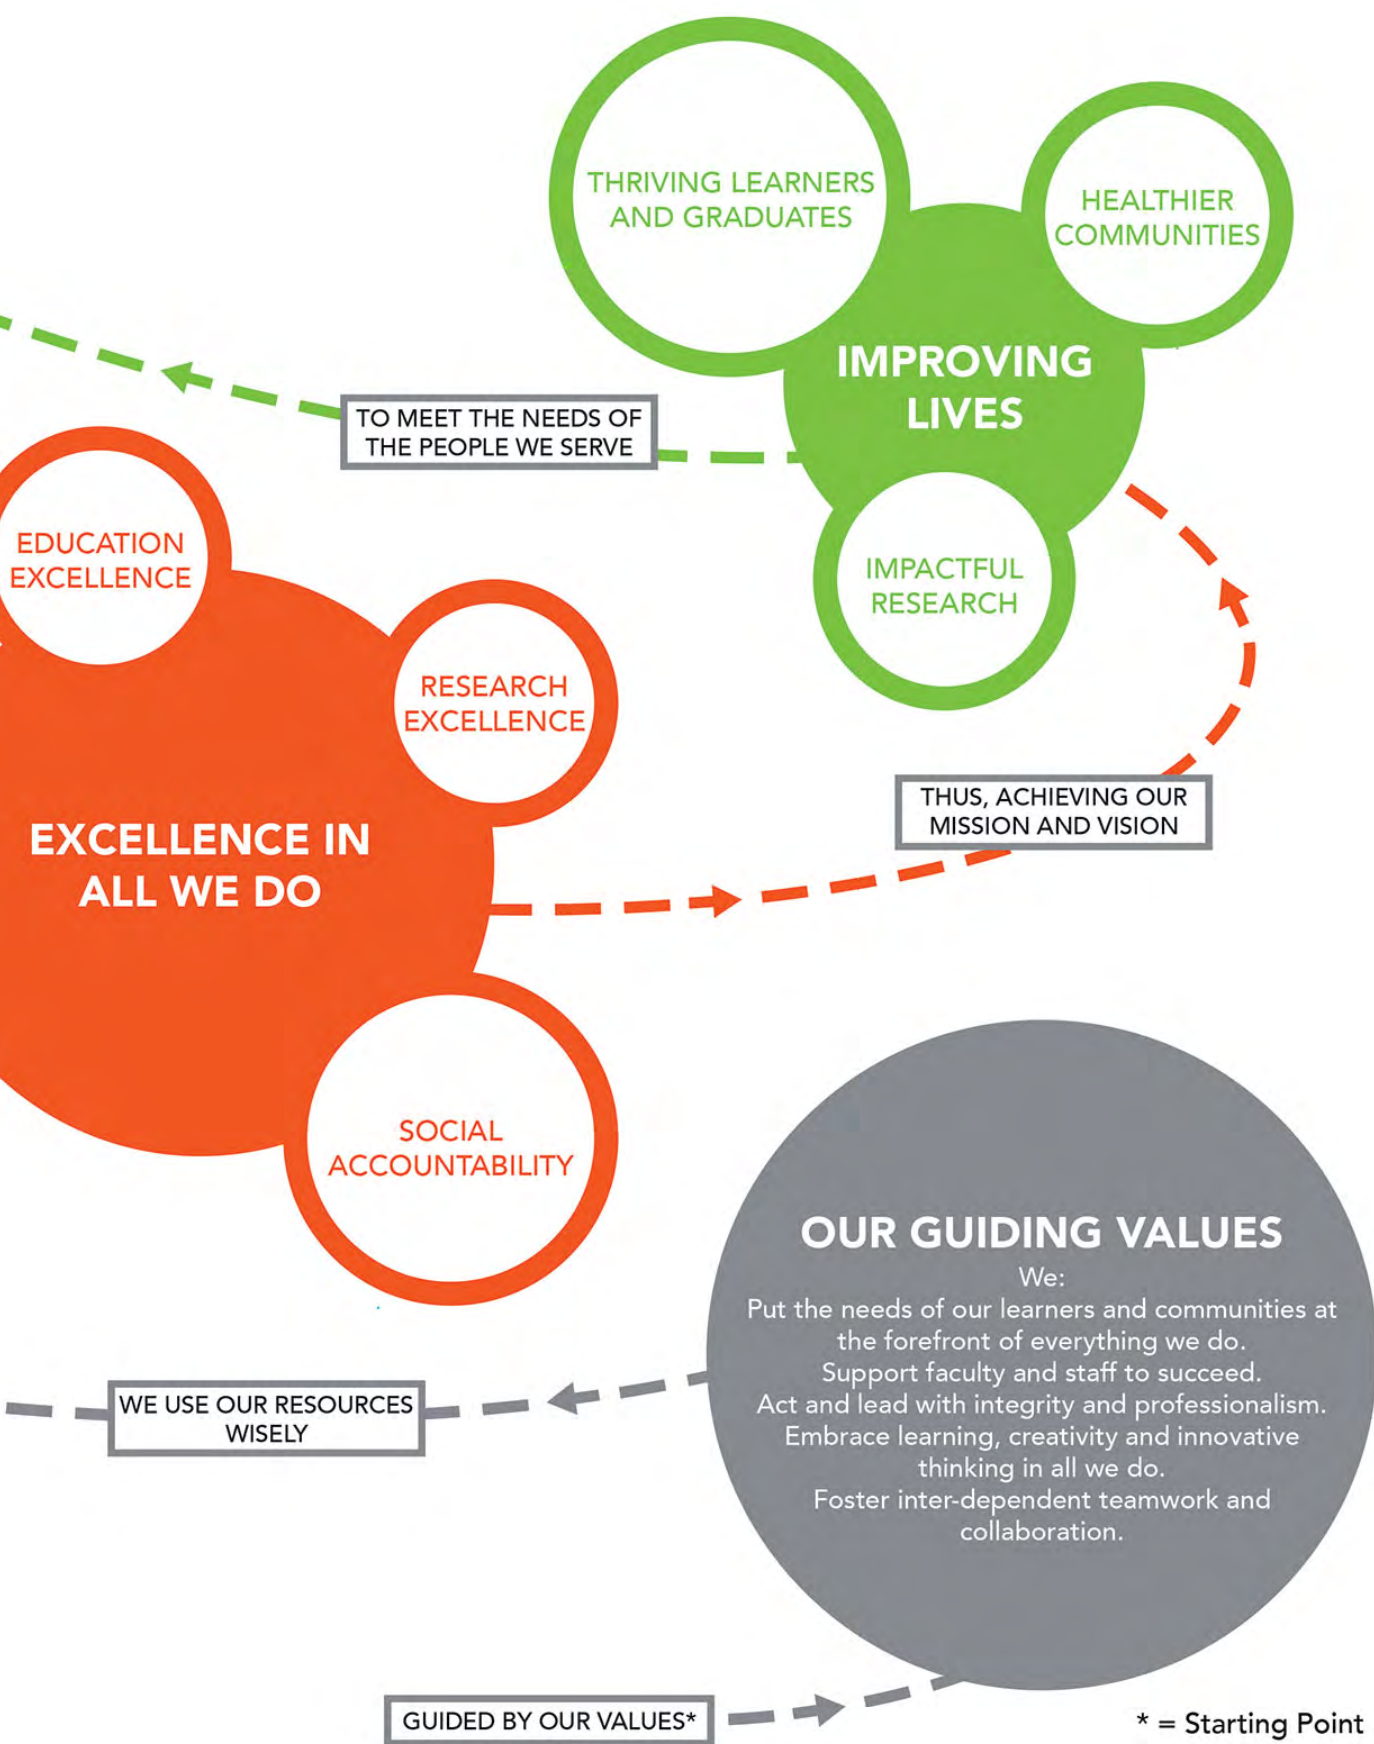 THRIVING LEARNERS
AND GRADUATES
HEALTHIER
COMMUNITIES
IMPROVING
LIVES
TO MEET THE NEEDS OF
THE PEOPLE WE SERVE
IMPACTFUL
RESEARCH
EDUCATION
EXCELLENCE
RESEARCH
EXCELLENCE
THUS, ACHIEVING OUR
MISSION AND VISION
EXCELLENCE IN
ALL WE DO
SOCIAL
ACCOUNTABILITY
OUR GUIDING VALUES
We:
Put the needs of our learners and communities at
the forefront of everything we do.
Support faculty and staff to succeed.
Act and lead with integrity and professionalism.
Embrace learning, creativity and innovative
thinking in all we do.
Foster inter-dependent teamwork and
collaboration.
WE USE OUR RESOURCES
WISELY
GUIDED BY OUR VALUES*
* = Starting Point